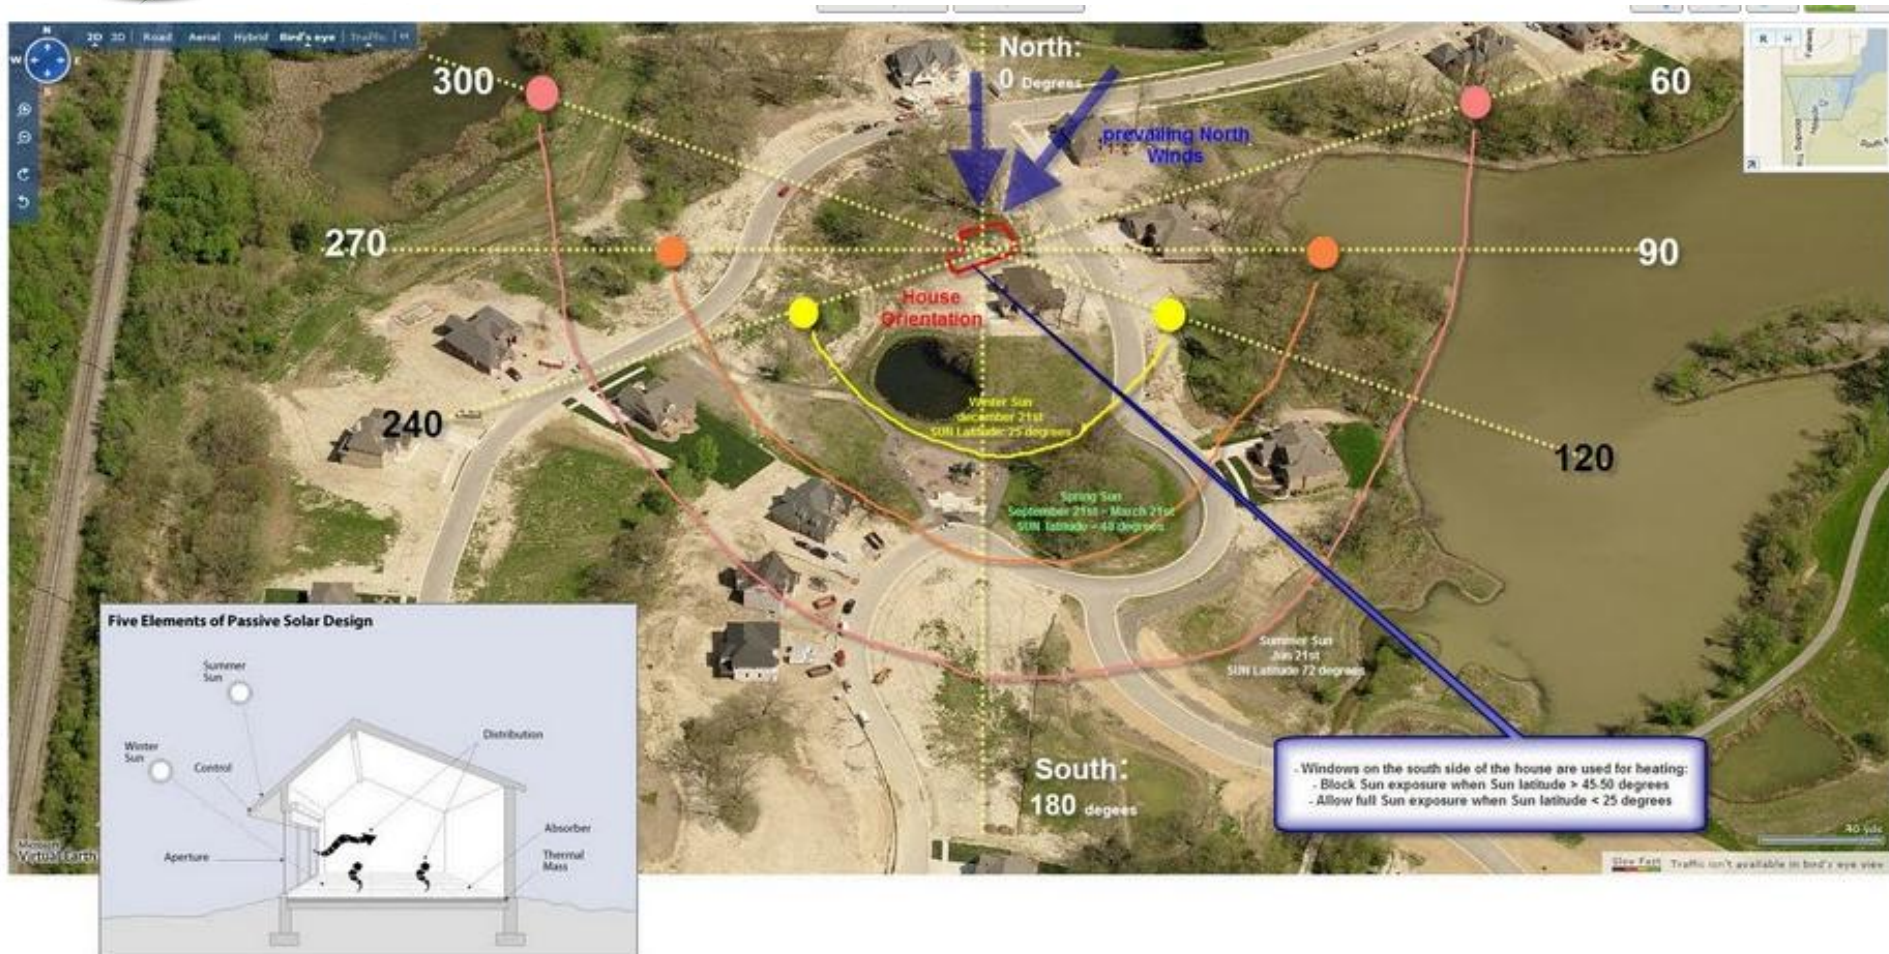 N
W
E
S
2D 3D Road Aerial Hybrid Bird's eye Traffic
R H
North:
0 Degrees
300
60
prevailing North
Winds
270
90
House
Orientation
Winter Sun
december 21st
SUN Latitude: 25 degrees
240
120
Spring Sun
September 21st - March 21st
SUN latitude - 48 degrees
Summer Sun
Jun 21st
SUN Latitude 72 degrees
South:
180 degees
- Windows on the south side of the house are used for heating:
- Block Sun exposure when Sun latitude > 45-50 degrees
- Allow full Sun exposure when Sun latitude < 25 degrees
40 yds
Slow Fast Traffic isn't available in bird's eye view
Microsoft
Virtual Earth
Five Elements of Passive Solar Design
Summer
Sun
Winter
Sun
Control
Distribution
Aperture
Absorber
Thermal
Mass